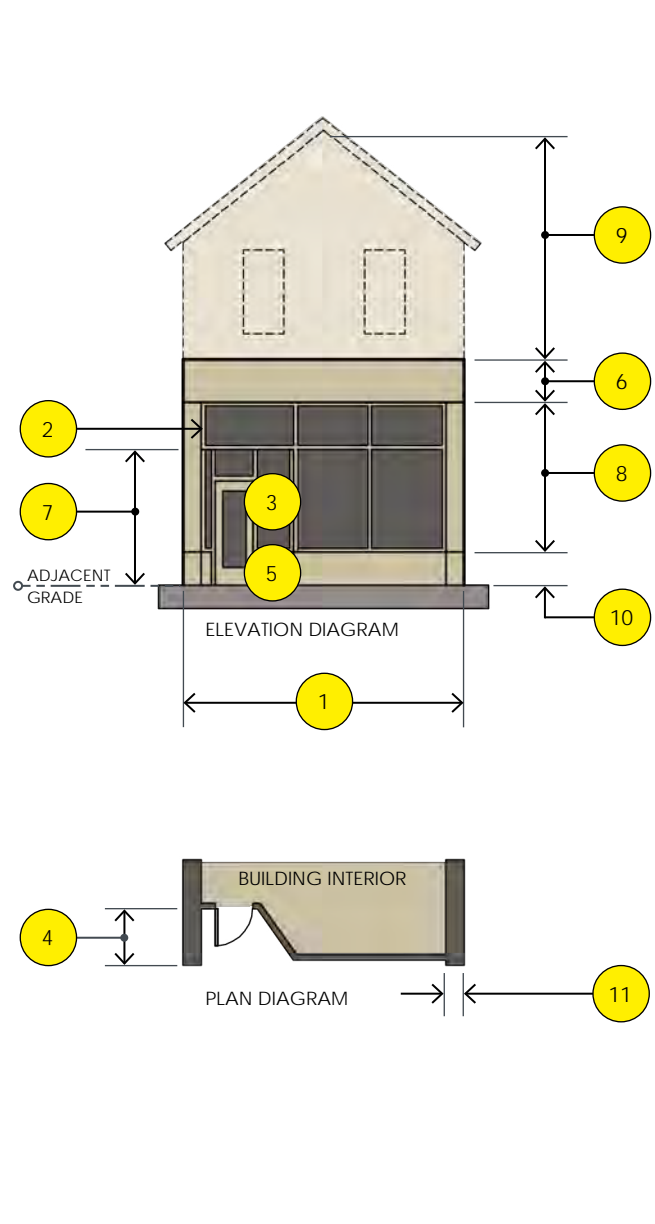 9
6
2
8
3
7
5
ADJACENT
GRADE
10
ELEVATION DIAGRAM
1
BUILDING INTERIOR
4
PLAN DIAGRAM
11